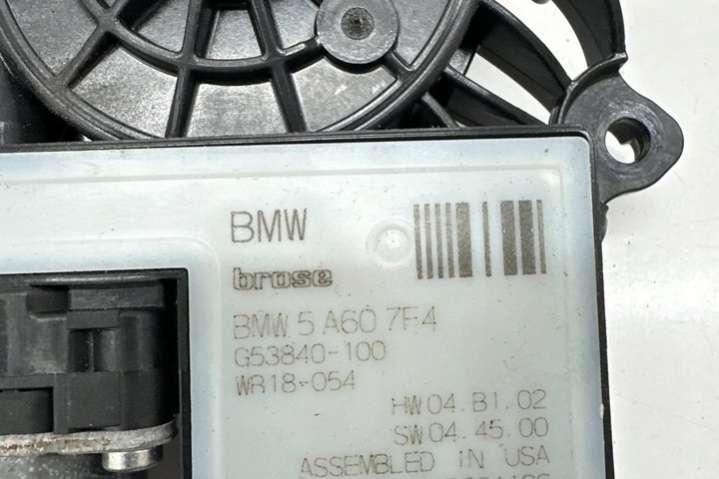 BMW
brose
BMW 5 A60 7F4
G53840-100
WR18-054
HW 04.B1.02
SW 04.45.00
ASSEMBLED IN USA